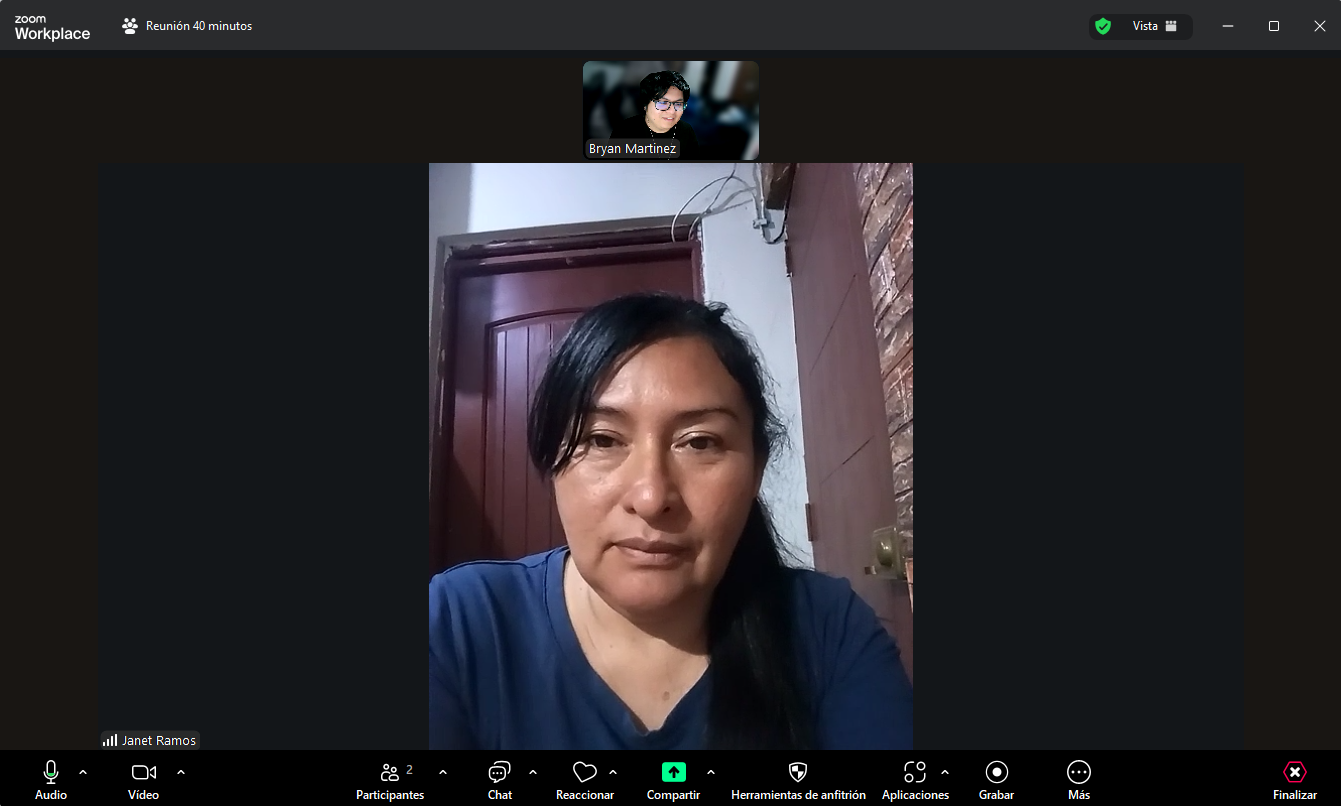 zoom
Workplace
Reunión 40 minutos
Vista
Bryan Martinez
Janet Ramos
Audio
Vídeo
Participantes
2
Chat
Reaccionar
Compartir
Herramientas de anfitrión
Aplicaciones
Grabar
Más
Finalizar